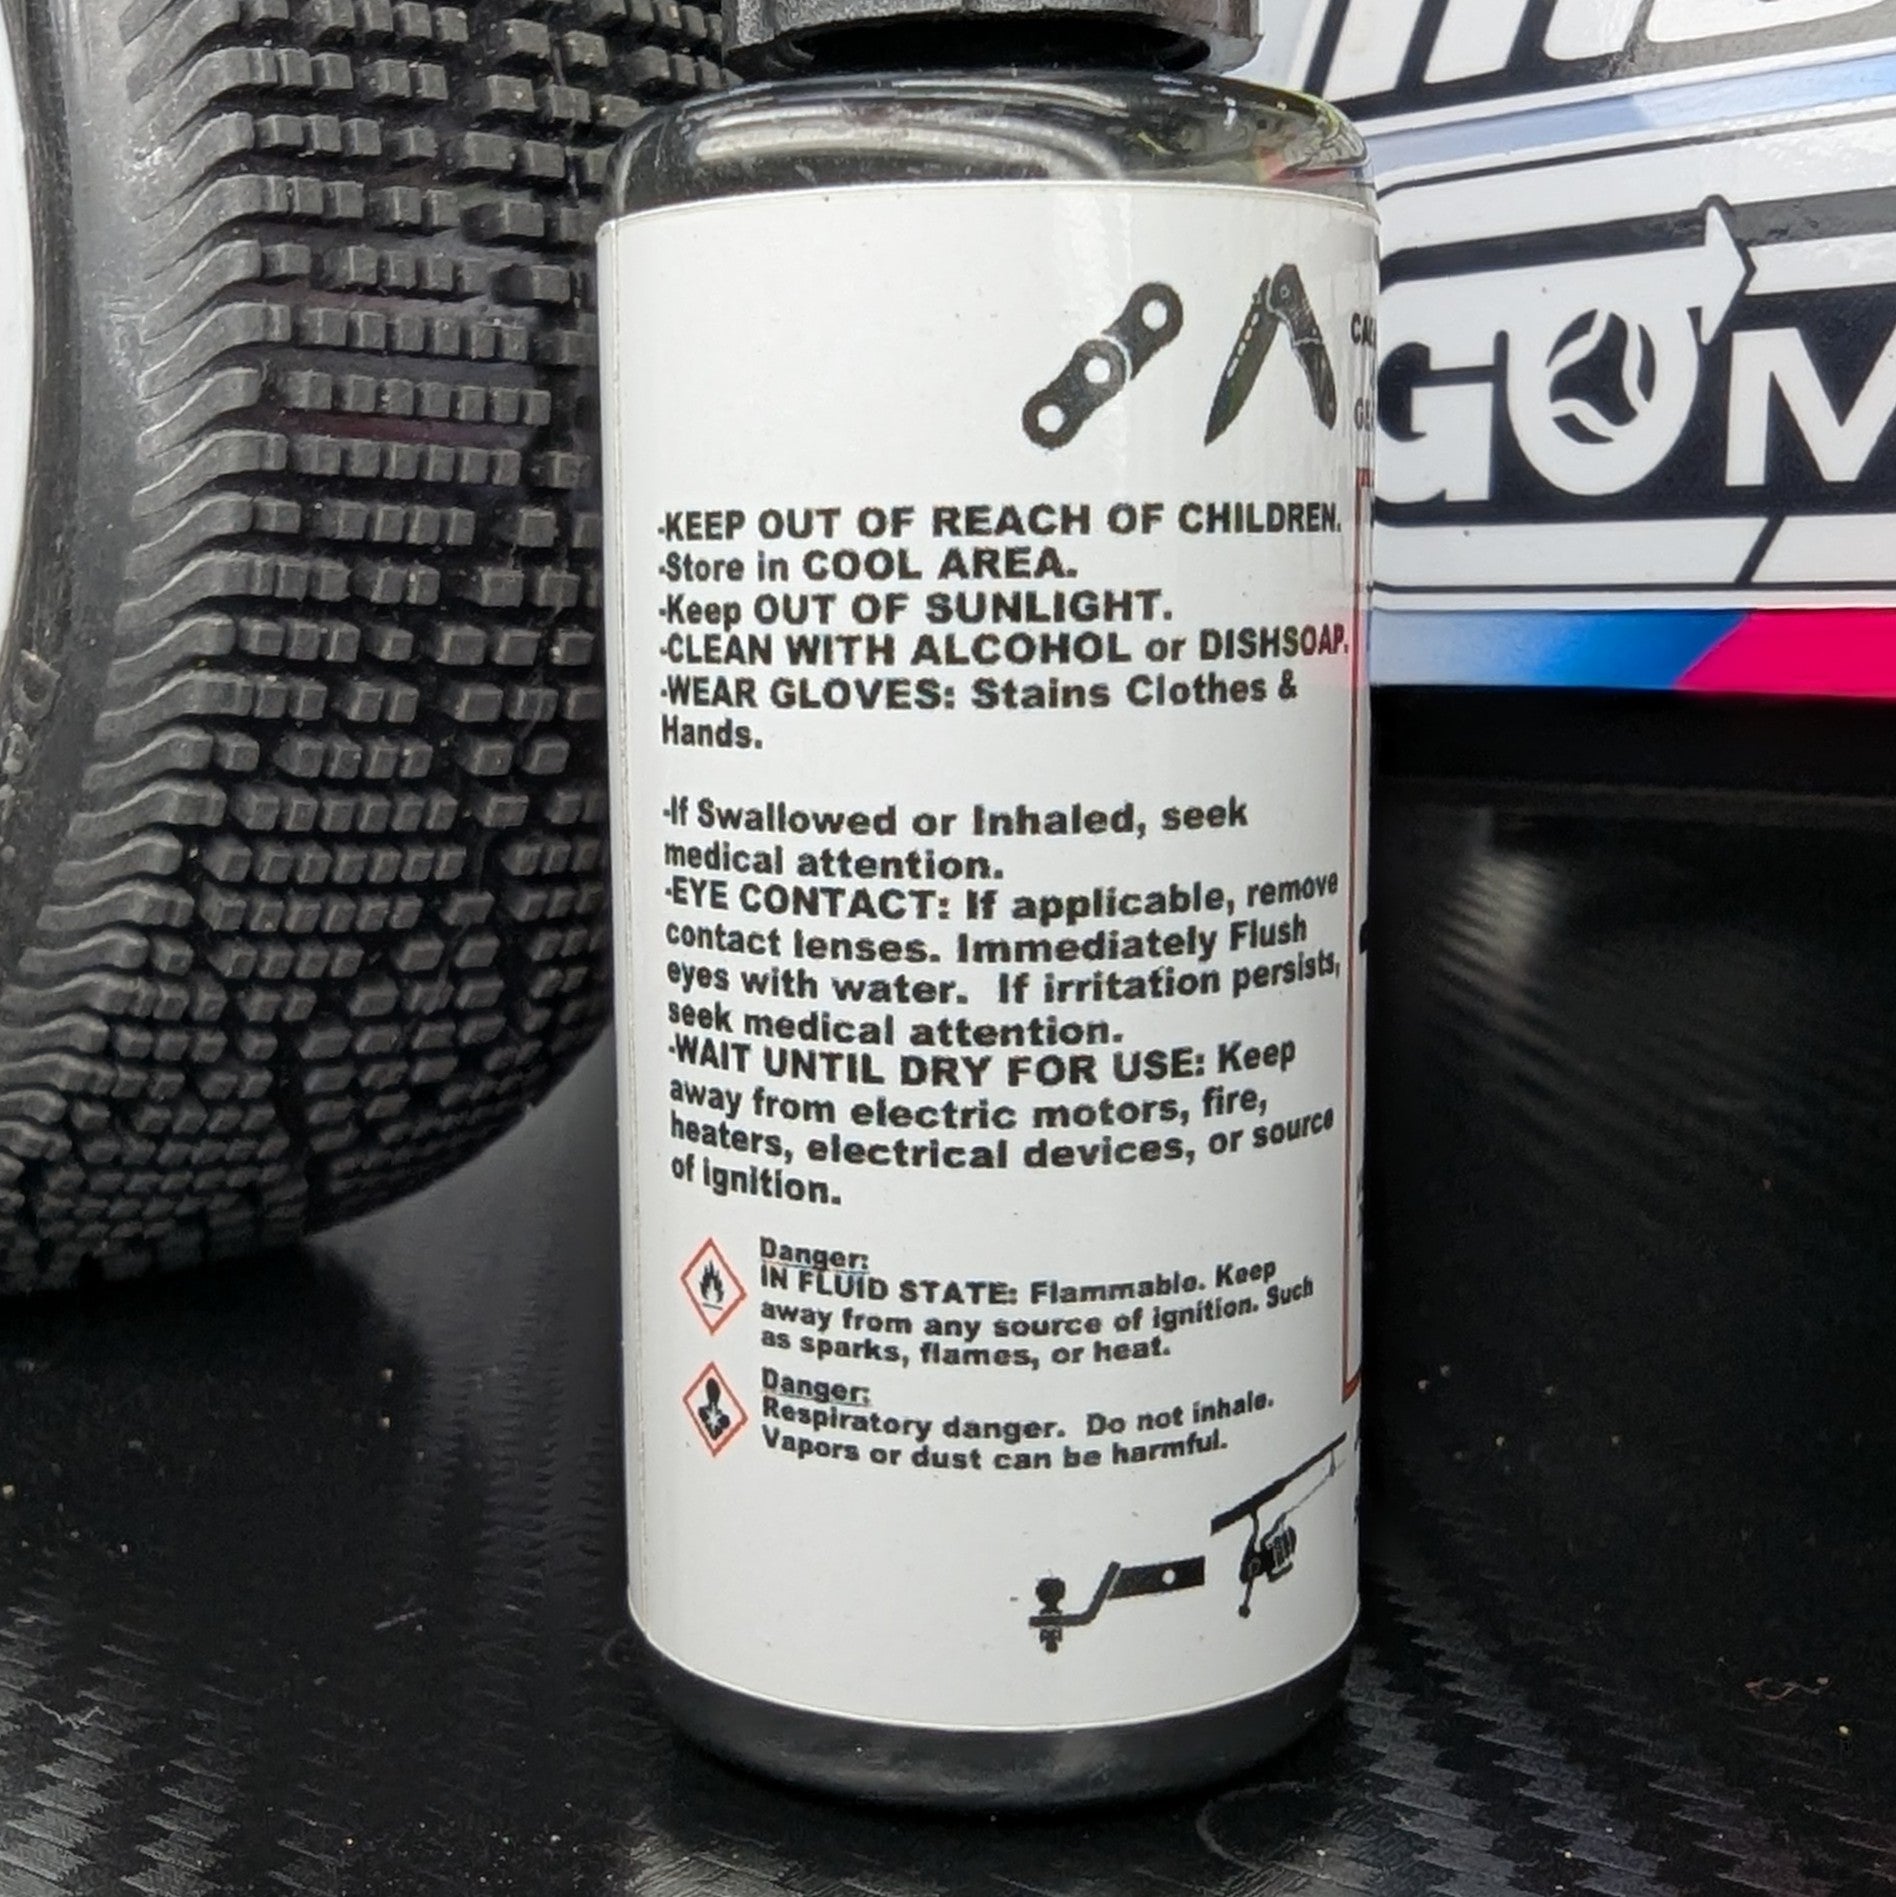 -KEEP OUT OF REACH OF CHILDREN.
-Store in COOL AREA.
-Keep OUT OF SUNLIGHT.
-CLEAN WITH ALCOHOL or DISHSOAP.
-WEAR GLOVES: Stains Clothes &
Hands.
-If Swallowed or Inhaled, seek
medical attention.
-EYE CONTACT: If applicable, remove
contact lenses. Immediately Flush
eyes with water. If irritation persists,
seek medical attention.
-WAIT UNTIL DRY FOR USE: Keep
away from electric motors, fire,
heaters, electrical devices, or source
of ignition.
Danger:
IN FLUID STATE: Flammable. Keep
away from any source of ignition. Such
as sparks, flames, or heat.
Danger:
Respiratory danger. Do not inhale.
Vapors or dust can be harmful.
GOM